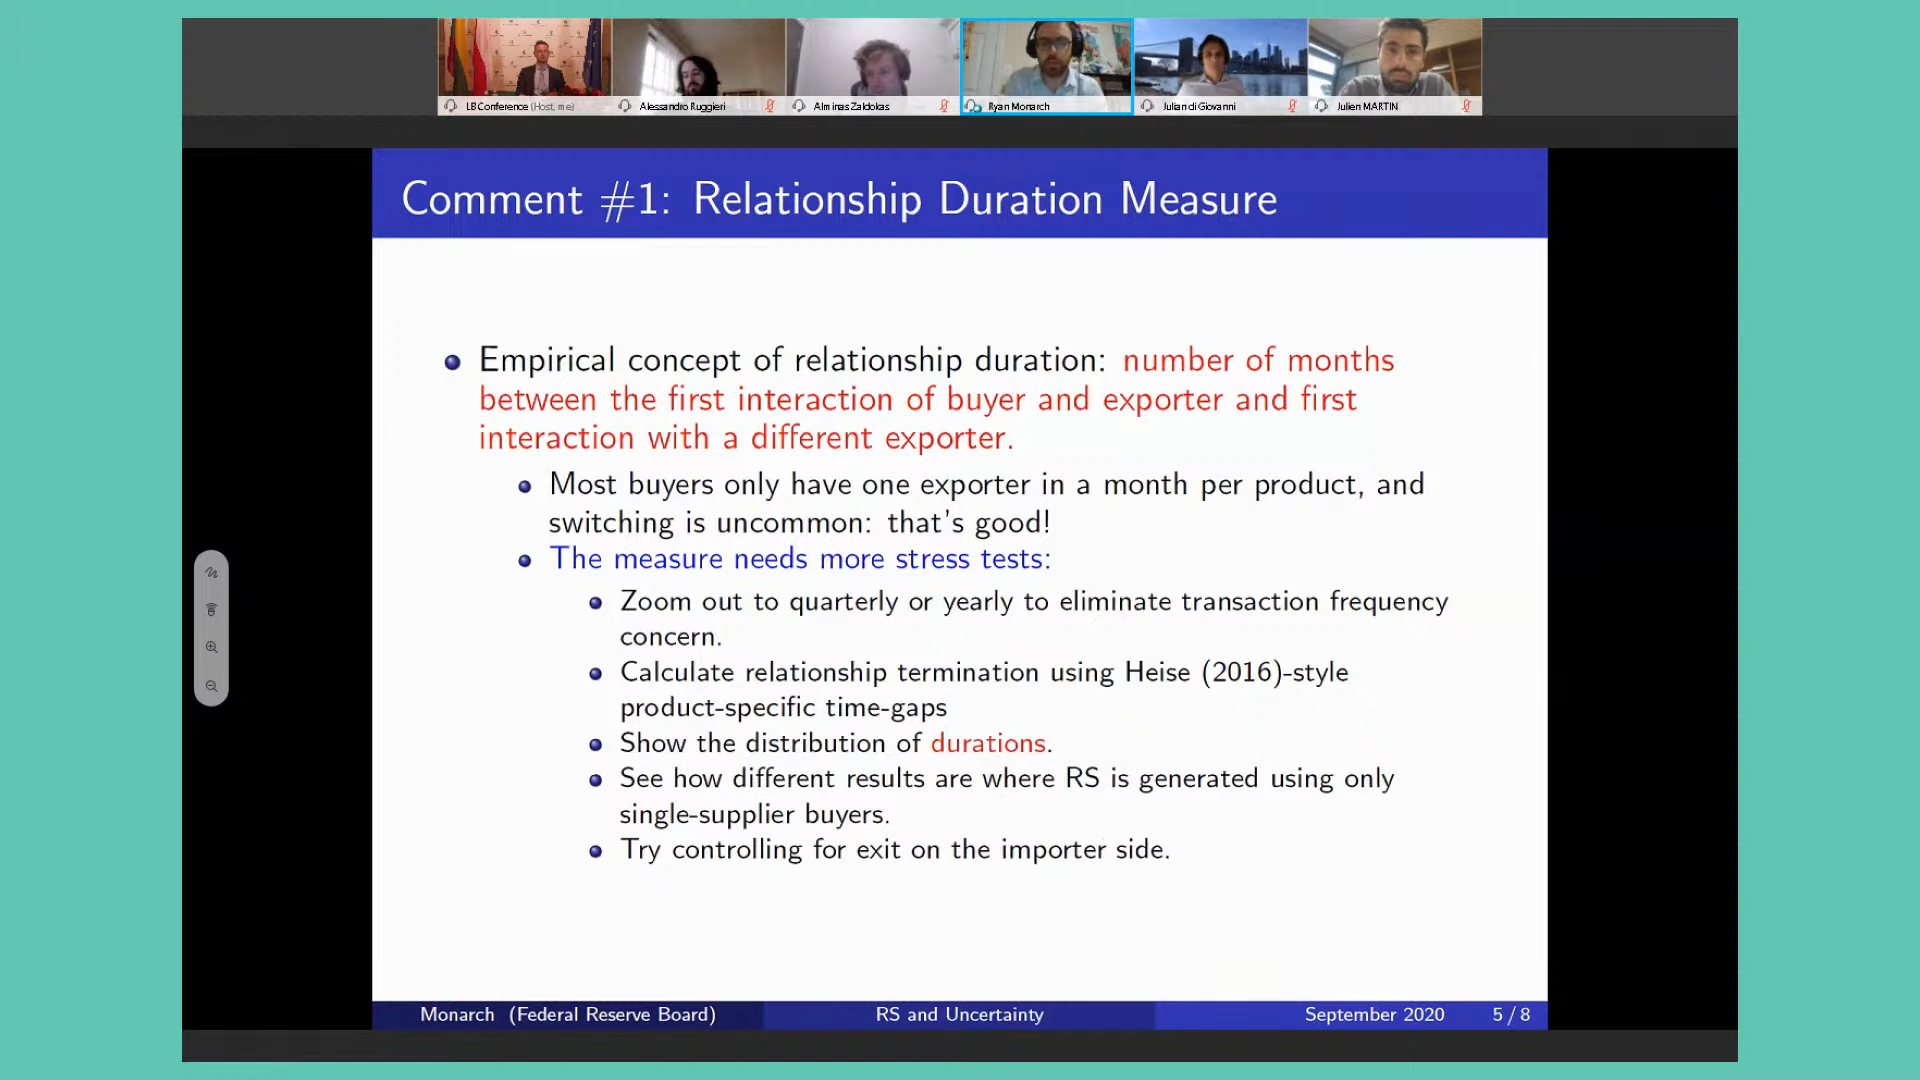 LB Conference (Host, me)
Alessandro Ruggieri
Alminas Zaldokas
Ryan Monarch
Julian di Giovanni
Julien MARTIN
Comment #1: Relationship Duration Measure
Empirical concept of relationship duration: number of months
between the first interaction of buyer and exporter and first
interaction with a different exporter.
Most buyers only have one exporter in a month per product, and
switching is uncommon: that's good!
The measure needs more stress tests:
Zoom out to quarterly or yearly to eliminate transaction frequency
concern.
Calculate relationship termination using Heise (2016)-style
product-specific time-gaps
Show the distribution of durations.
See how different results are where RS is generated using only
single-supplier buyers.
Try controlling for exit on the importer side.
Monarch (Federal Reserve Board)
RS and Uncertainty
September 2020
5 / 8